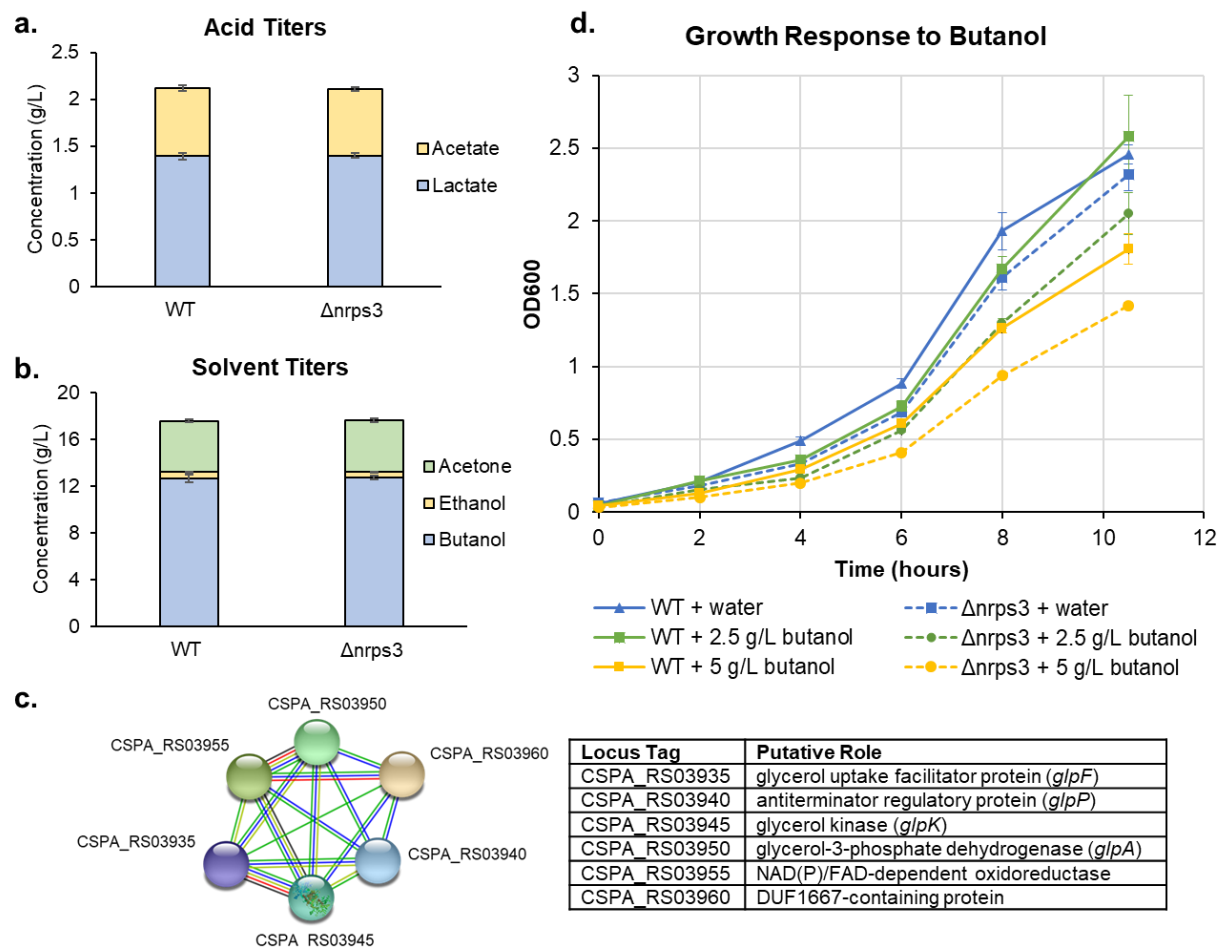 a.
Acid Titers
Concentration (g/L)
2.5
2
1.5
1
0.5
0
WT
Δnrps3
Acetate
Lactate
b.
Solvent Titers
Concentration (g/L)
20
16
12
8
4
0
WT
Δnrps3
Acetone
Ethanol
Butanol
d.
Growth Response to Butanol
OD600
3
2.5
2
1.5
1
0.5
0
0 2 4 6 8 10 12
Time (hours)
WT + water
Δnrps3 + water
WT + 2.5 g/L butanol
Δnrps3 + 2.5 g/L butanol
WT + 5 g/L butanol
Δnrps3 + 5 g/L butanol
c.
CSPA_RS03950
CSPA_RS03955
CSPA_RS03960
CSPA_RS03935
CSPA_RS03940
CSPA_RS03945
Locus Tag Putative Role
CSPA_RS03935 glycerol uptake facilitator protein (glpF)
CSPA_RS03940 antiterminator regulatory protein (glpP)
CSPA_RS03945 glycerol kinase (glpK)
CSPA_RS03950 glycerol-3-phosphate dehydrogenase (glpA)
CSPA_RS03955 NAD(P)/FAD-dependent oxidoreductase
CSPA_RS03960 DUF1667-containing protein